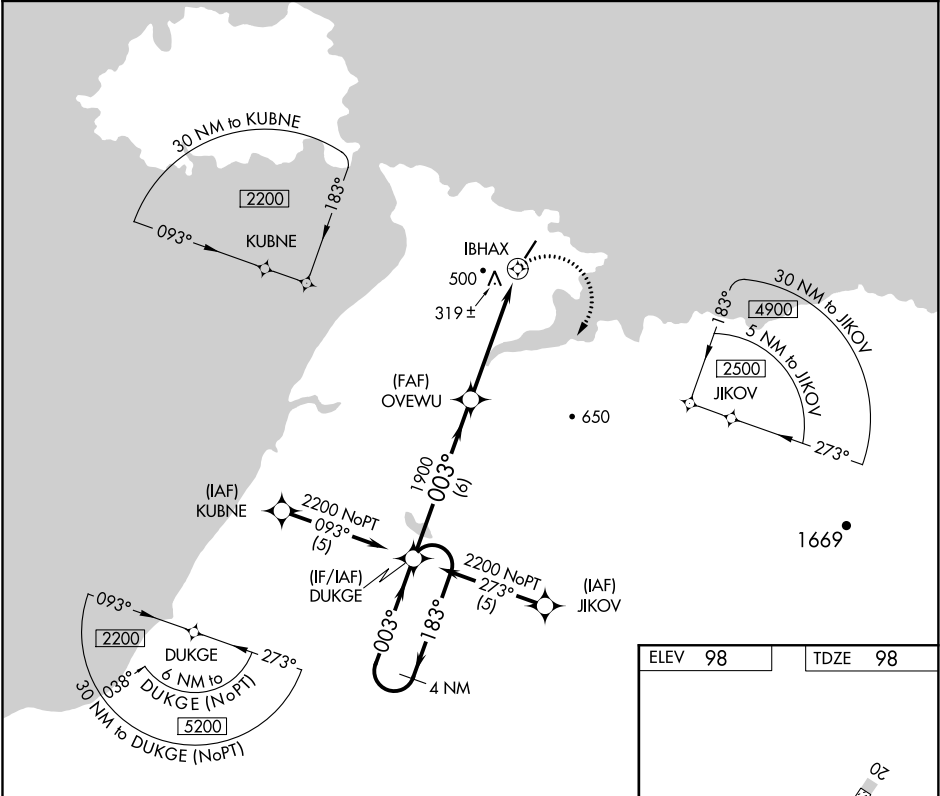 30 NM to KUBNE
2200
183°
093°
KUBNE
IBHAX
500
319 ±
30 NM to JIKOV
4900
183°
5 NM to JIKOV
2500
JIKOV
273°
(FAF)
OVEWU
650
1900
003°
(6)
(IAF)
KUBNE
2200 NoPT
093°
(5)
1669
(IF/IAF)
DUKGE
2200 NoPT
273°
(5)
(IAF)
JIKOV
003°
183°
4 NM
093°
2200
DUKGE
273°
038°
6 NM to
DUKGE (NoPT)
5200
30 NM to DUKGE (NoPT)
ELEV 98
TDZE 98
20